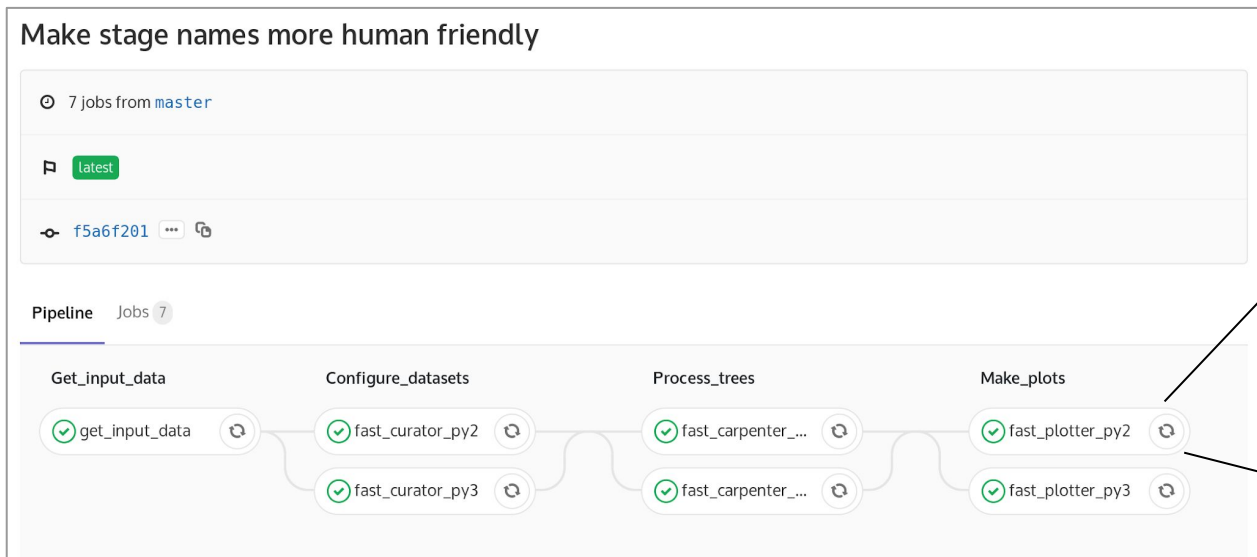 Make stage names more human friendly
7 jobs from master
latest
f5a6f201 ...
Pipeline Jobs 7
Get_input_data Configure_datasets Process_trees Make_plots
get_input_data fast_curator_py2 fast_carpenter_... fast_plotter_py2
fast_curator_py3 fast_carpenter_... fast_plotter_py3